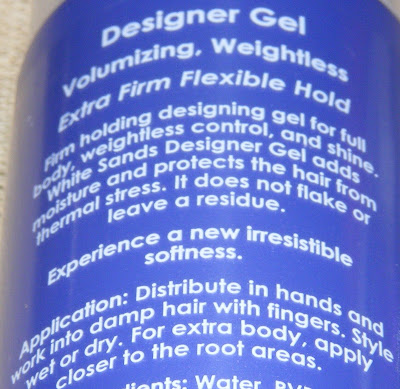 Designer Gel
Volumizing, Weightless
Extra Firm Flexible Hold
Firm holding designing gel for full
body, weightless control, and shine.
White Sands Designer Gel adds
moisture and protects the hair from
thermal stress. It does not flake or
leave a residue.
Experience a new irresistible
softness.
Application: Distribute in hands and
work into damp hair with fingers. Style
wet or dry. For extra body, apply
closer to the root areas.
Water,